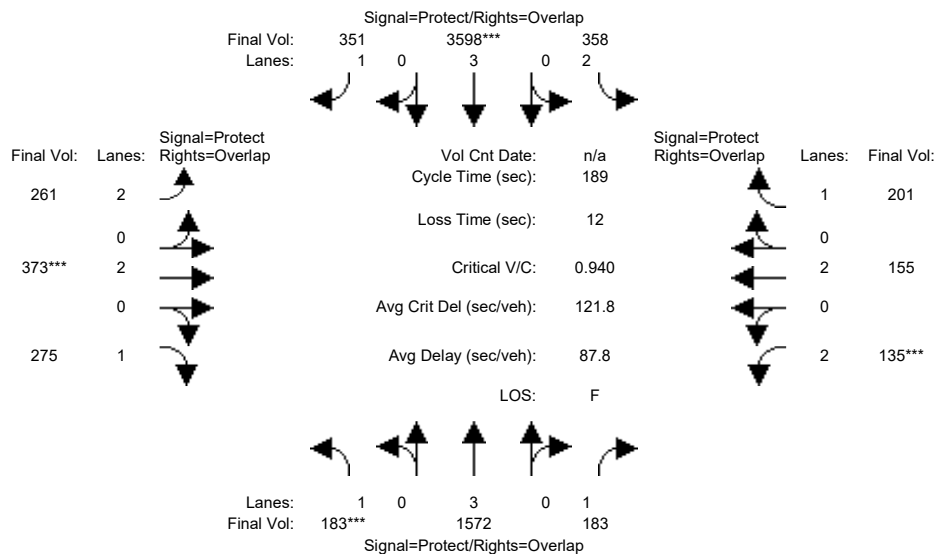 Signal=Protect/Rights=Overlap
Final Vol: 351 3598*** 358
Lanes: 1 0 3 0 2
Signal=Protect
Final Vol: Lanes: Rights=Overlap
Vol Cnt Date: n/a
Signal=Protect
Rights=Overlap Lanes: Final Vol:
Cycle Time (sec): 189
261 2
1 201
Loss Time (sec): 12
0
0
373*** 2
Critical V/C: 0.940
2 155
0
Avg Crit Del (sec/veh): 121.8
0
275 1
Avg Delay (sec/veh): 87.8
2 135***
LOS: F
Lanes: 1 0 3 0 1
Final Vol: 183*** 1572 183
Signal=Protect/Rights=Overlap